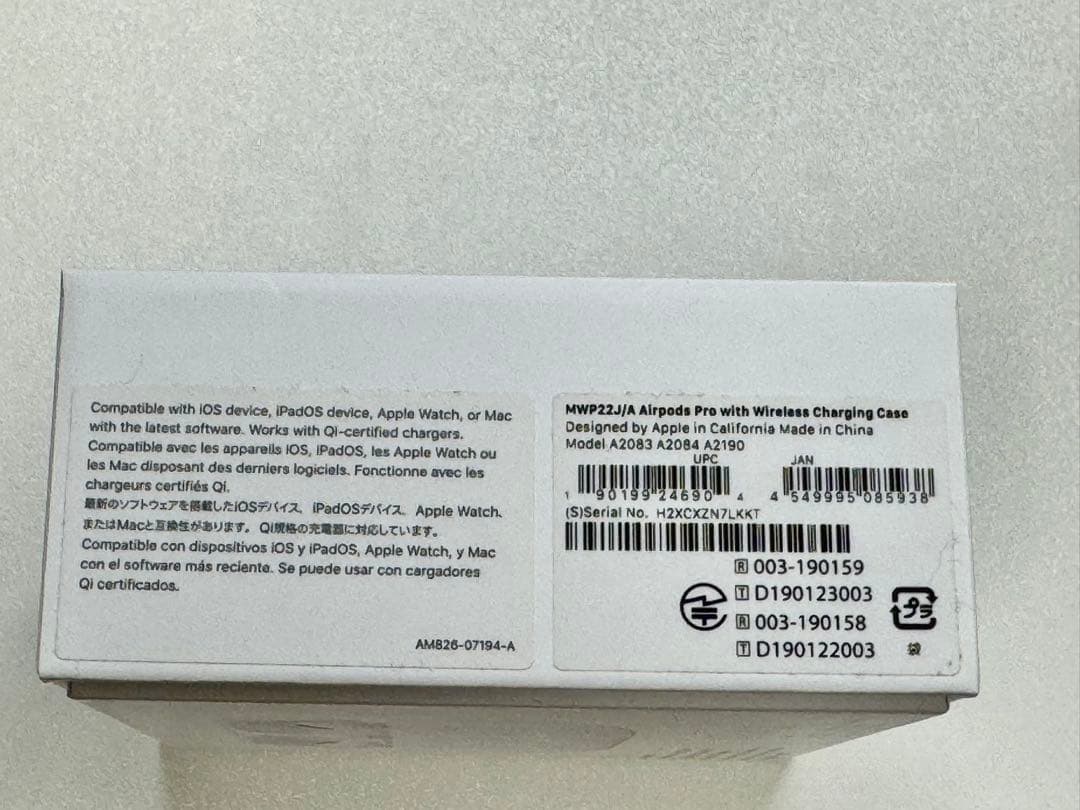 Compatible with iOS device, iPadOS device, Apple Watch, or Mac
with the latest software. Works with Qi-certified chargers.
Compatible avec les appareils iOS, iPadOS, les Apple Watch ou
les Mac disposant des derniers logiciels. Fonctionne avec les
chargeurs certifiés Qi.
最新のソフトウェアを搭載したiOSデバイス、iPadOSデバイス、Apple Watch、
またはMacと互換性があります。Qi規格の充電器に対応しています。
Compatible con dispositivos iOS y iPadOS, Apple Watch, y Mac
con el software más reciente. Se puede usar con cargadores
Qi certificados.
AM826-07194-A
MWP22J/A Airpods Pro with Wireless Charging Case
Designed by Apple in California Made in China
Model A2083 A2084 A2190
UPC JAN
1 90199 24690 4 4 549995 085938
(S)Serial No. H2XCXZN7LKKT
R 003-190159
T D190123003
R 003-190158
T D190122003
プラ